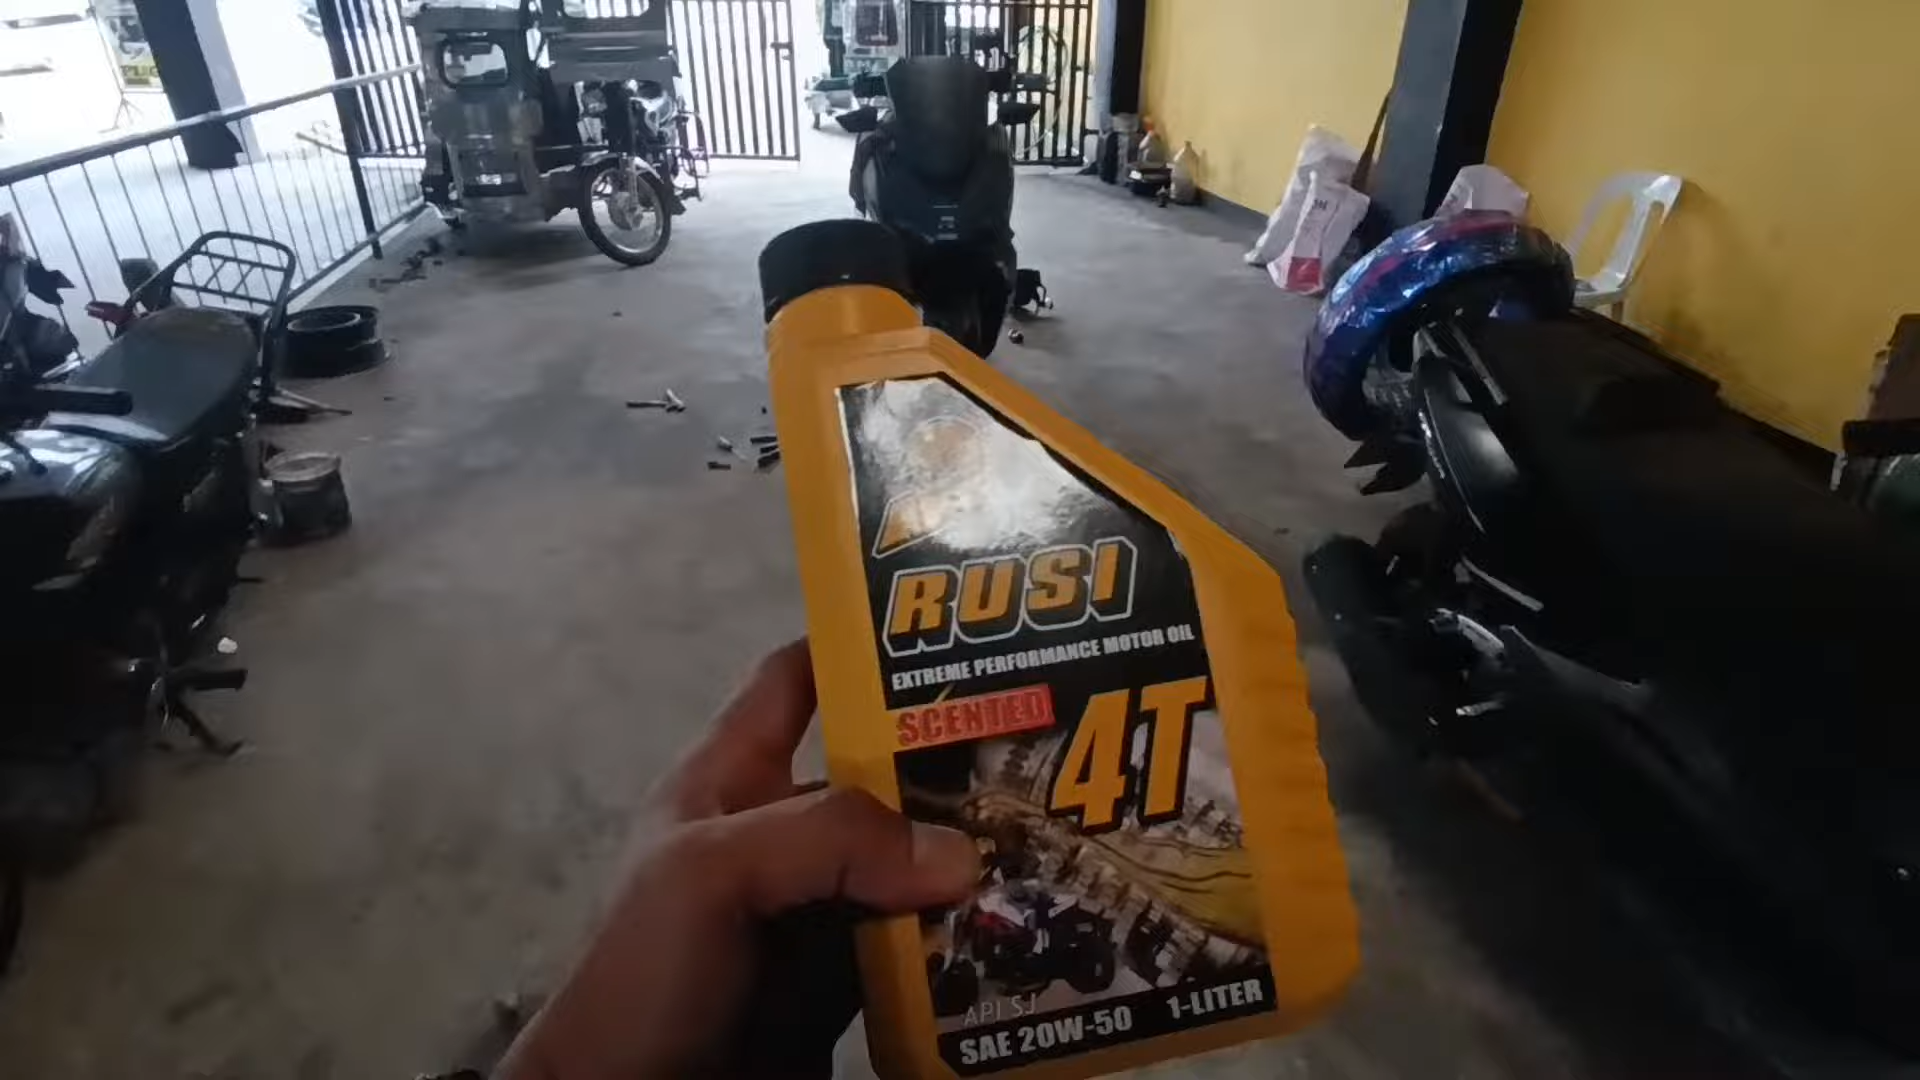 RUSI
EXTREME PERFORMANCE MOTOR OIL
SCENTED
4T
API SJ
SAE 20W-50 1-LITER